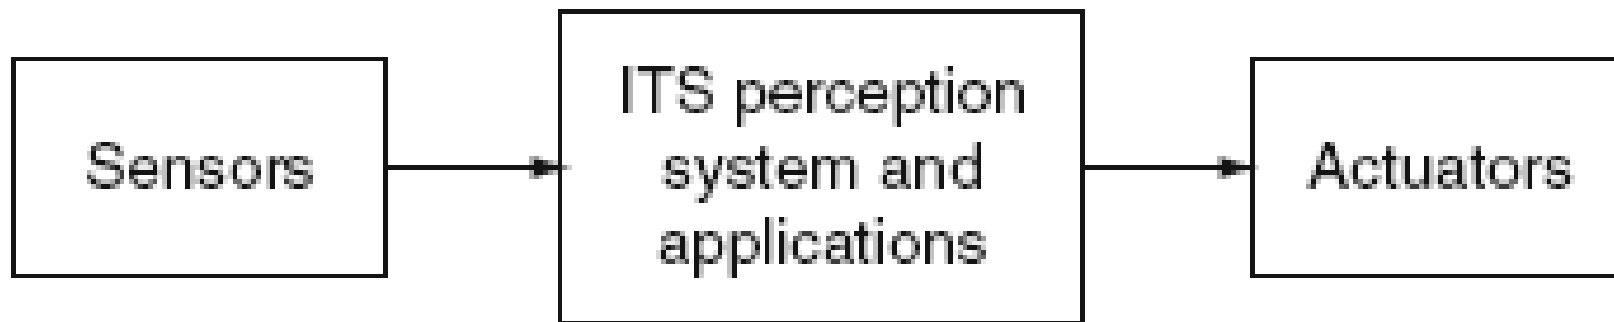 Sensors
ITS perception
system and
applications
Actuators